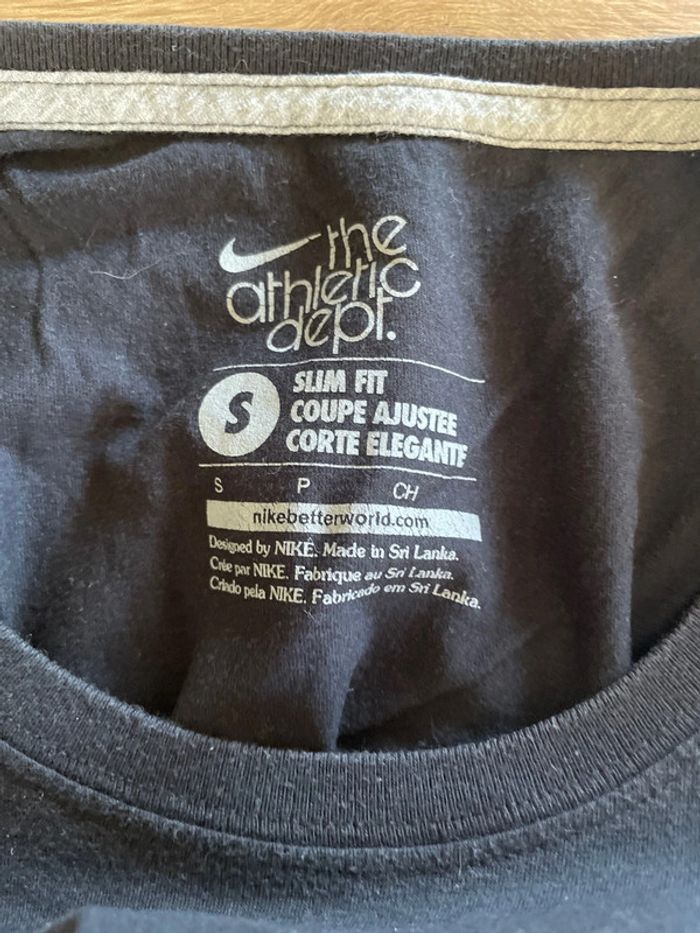 the
athletic
dept.
S
SLIM FIT
COUPE AJUSTEE
CORTE ELEGANTE
S P CH
nikebetterworld.com
Designed by NIKE. Made in Sri Lanka.
Crée par NIKE. Fabrique au Sri Lanka.
Criado pela NIKE. Fabricado em Sri Lanka.